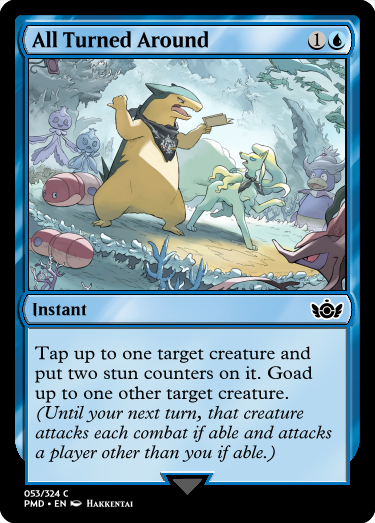 All Turned Around
1
Instant
Tap up to one target creature and
put two stun counters on it. Goad
up to one other target creature.
(Until your next turn, that creature
attacks each combat if able and attacks
a player other than you if able.)
053/324 C
PMD • EN Hakkentai